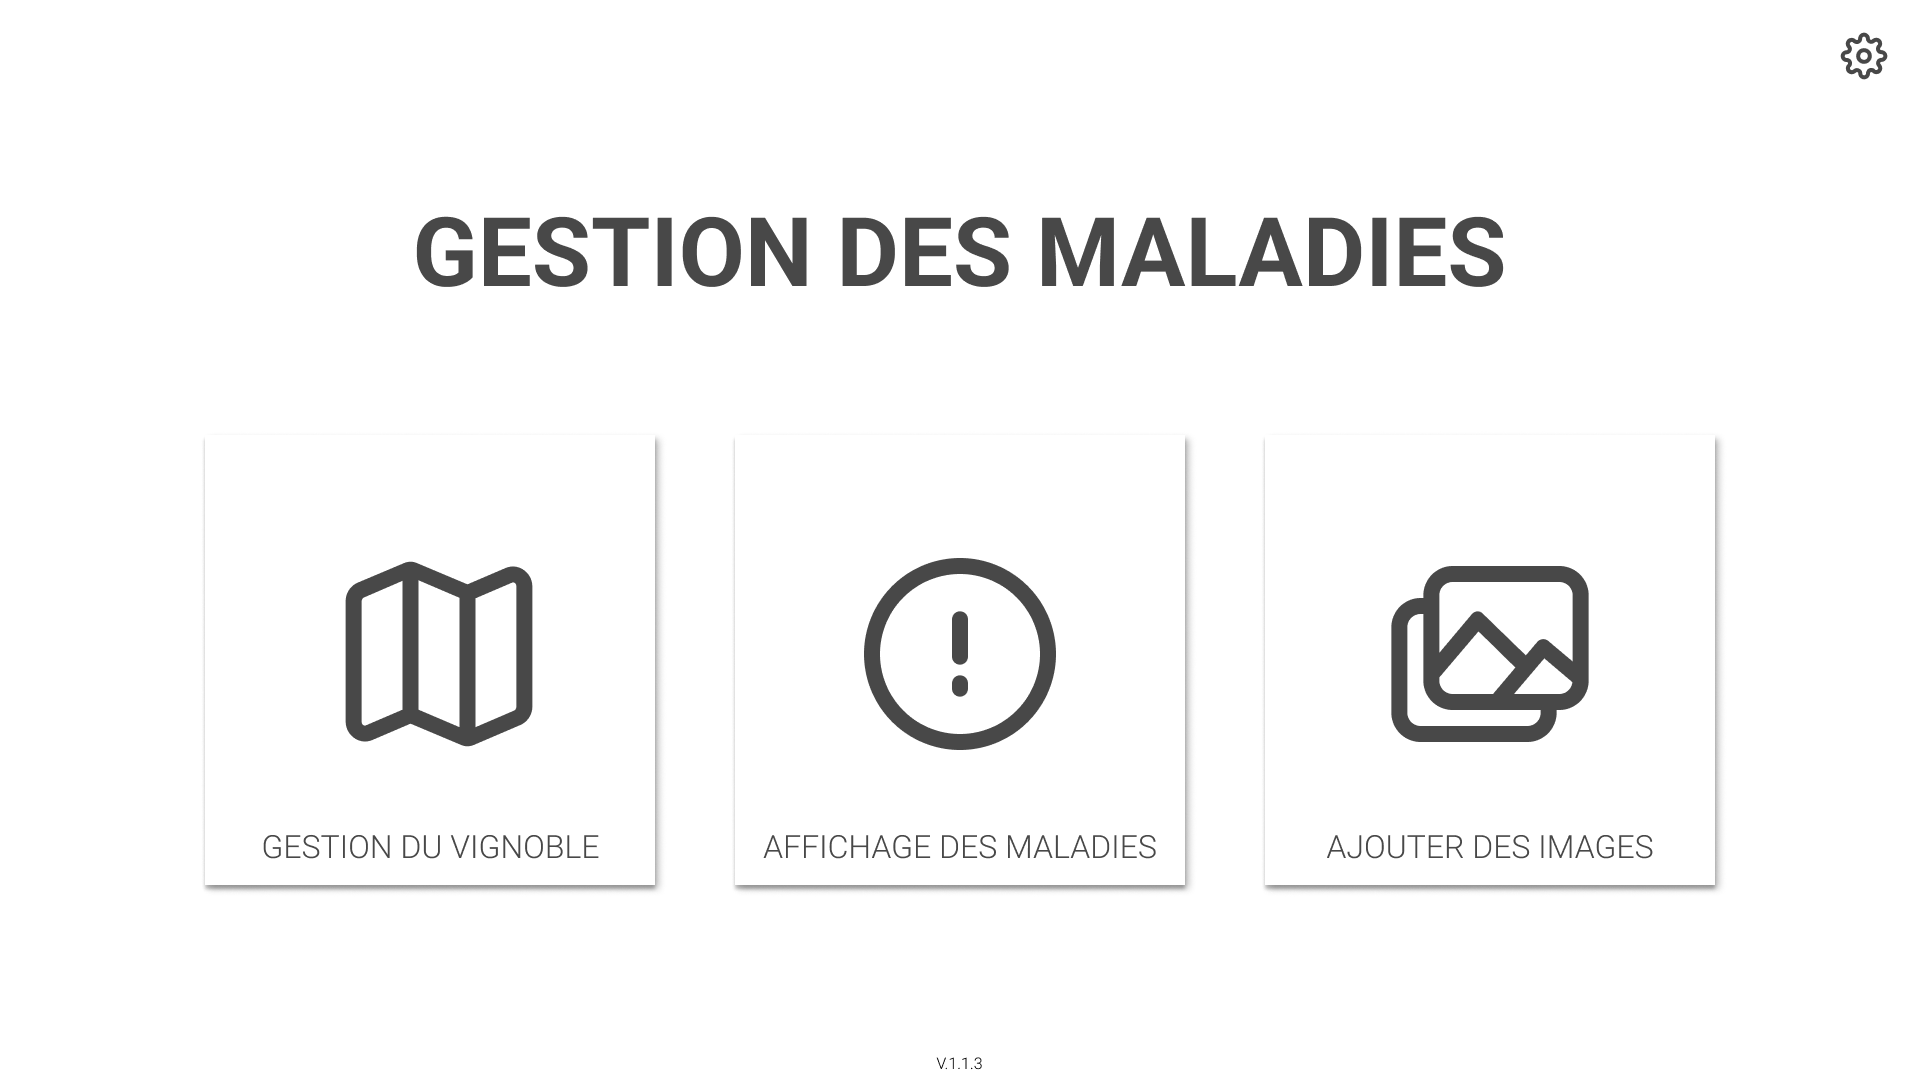 GESTION DES MALADIES
GESTION DU VIGNOBLE
AFFICHAGE DES MALADIES
AJOUTER DES IMAGES
V.1.1.3